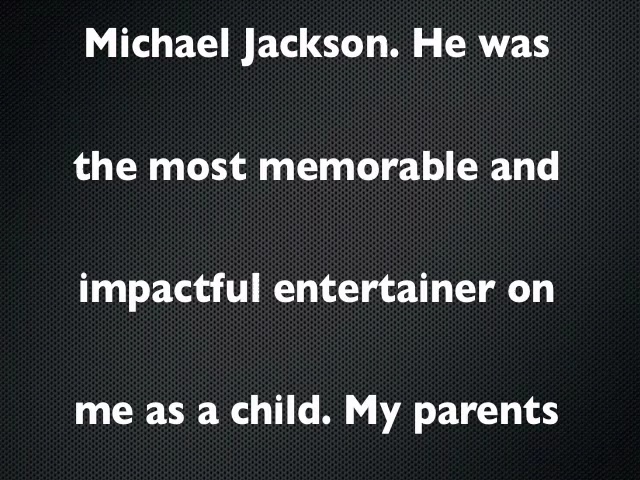 Michael Jackson. He was
the most memorable and
impactful entertainer on
me as a child. My parents